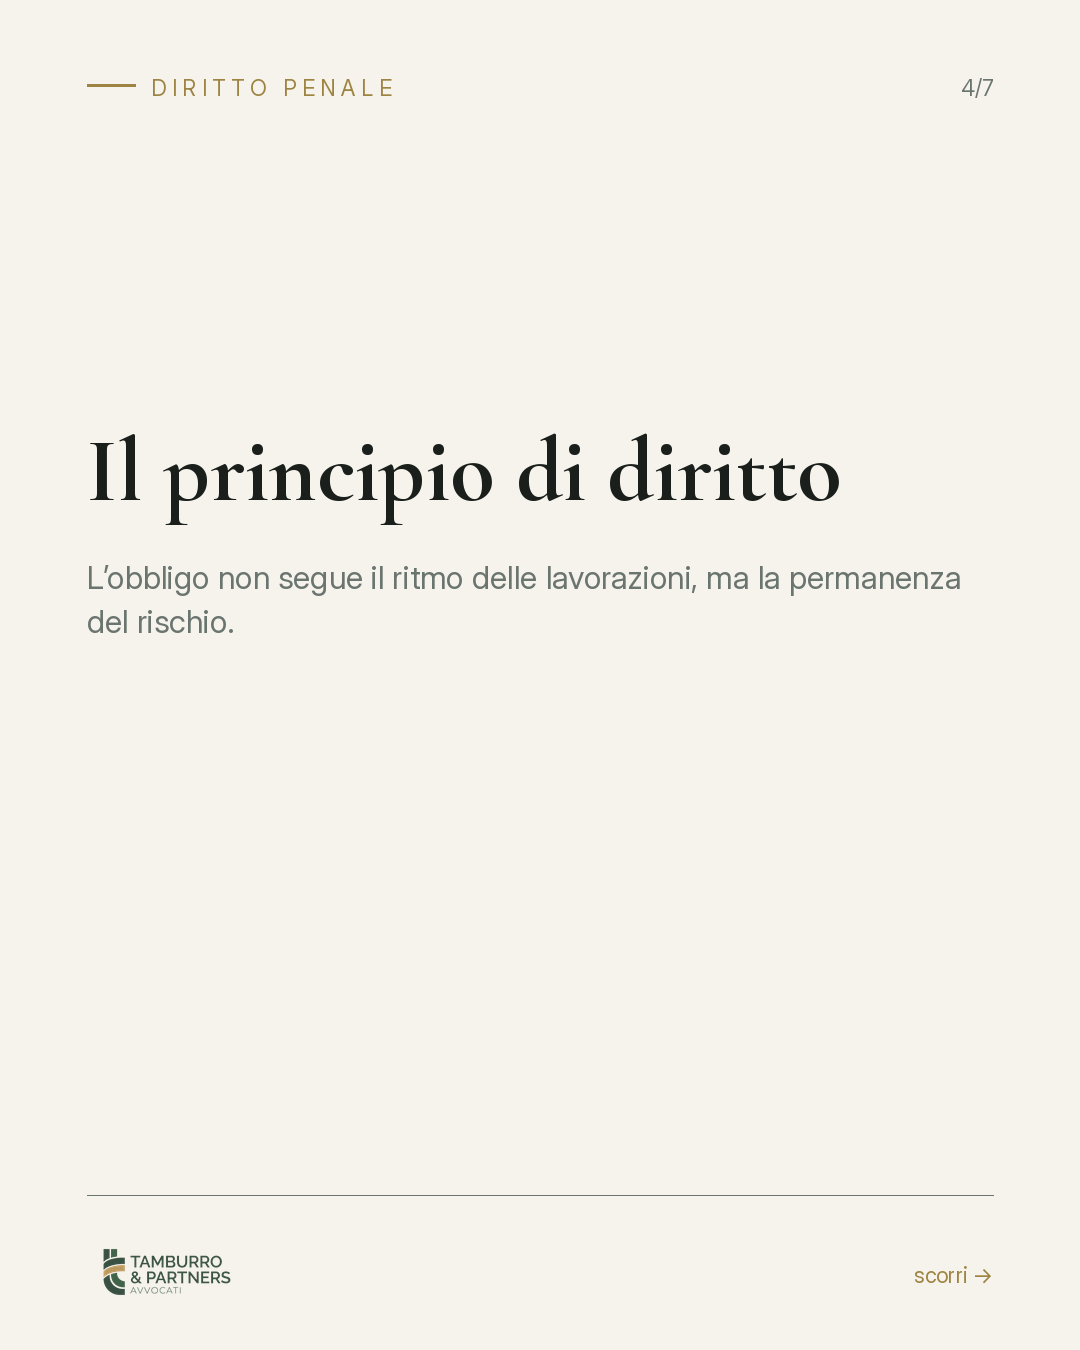 DIRITTO PENALE
4/7
Il principio di diritto
L’obbligo non segue il ritmo delle lavorazioni, ma la permanenza
del rischio.
TAMBURRO
& PARTNERS
AVVOCATI
scorri →